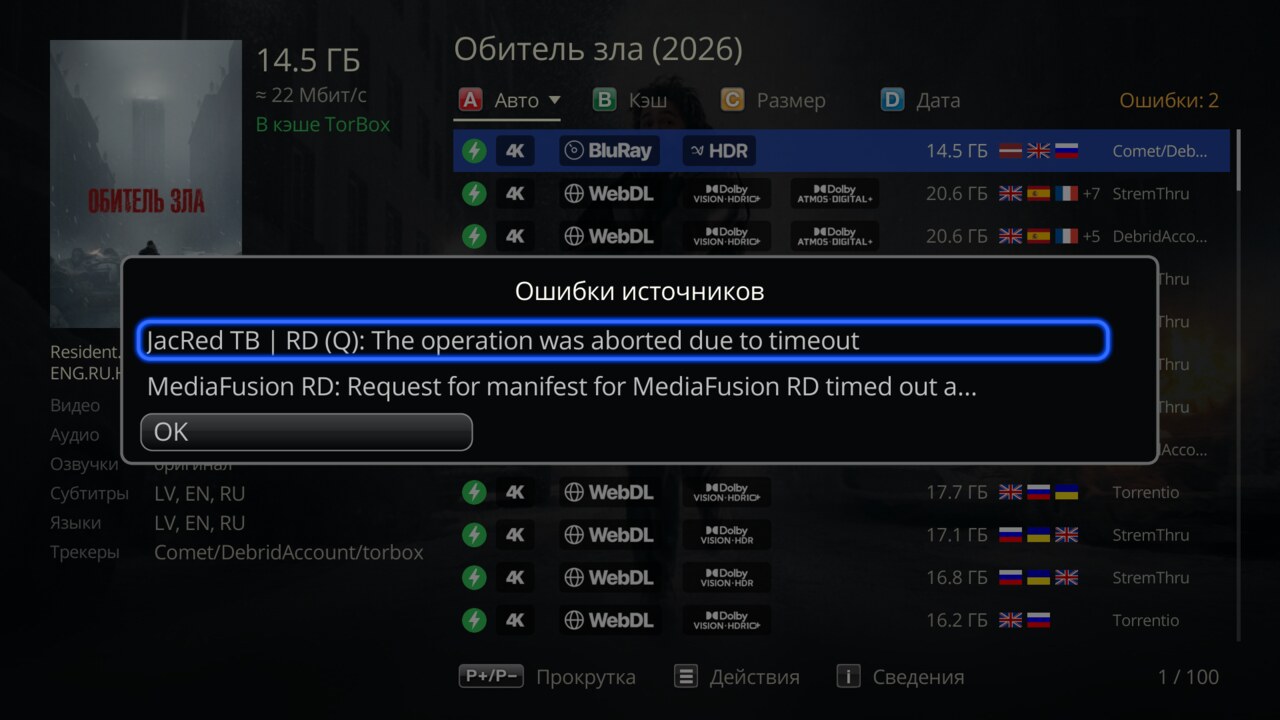 14.5 ГБ
≈ 22 Мбит/с
В кэше TorBox
ОБИТЕЛЬ ЗЛА
Обитель зла (2026)
A Авто B Кэш C Размер D Дата Ошибки: 2
4K BluRay HDR 14.5 ГБ Comet/Deb...
4K WebDL Dolby VISION·HDR10+ Dolby ATMOS·DIGITAL+ 20.6 ГБ +7 StremThru
4K WebDL Dolby VISION·HDR10+ Dolby ATMOS·DIGITAL+ 20.6 ГБ +5 DebridAcco...
Ошибки источников
JacRed TB | RD (Q): The operation was aborted due to timeout
MediaFusion RD: Request for manifest for MediaFusion RD timed out a...
OK
Resident.
ENG.RU.
Видео
Аудио
Озвучки оригинал
Субтитры LV, EN, RU
Языки LV, EN, RU
Трекеры Comet/DebridAccount/torbox
4K WebDL Dolby VISION·HDR10+ 17.7 ГБ Torrentio
4K WebDL Dolby VISION·HDR 17.1 ГБ StremThru
4K WebDL Dolby VISION·HDR 16.8 ГБ StremThru
4K WebDL Dolby VISION·HDR10+ 16.2 ГБ Torrentio
P+/P− Прокрутка Действия i Сведения 1 / 100